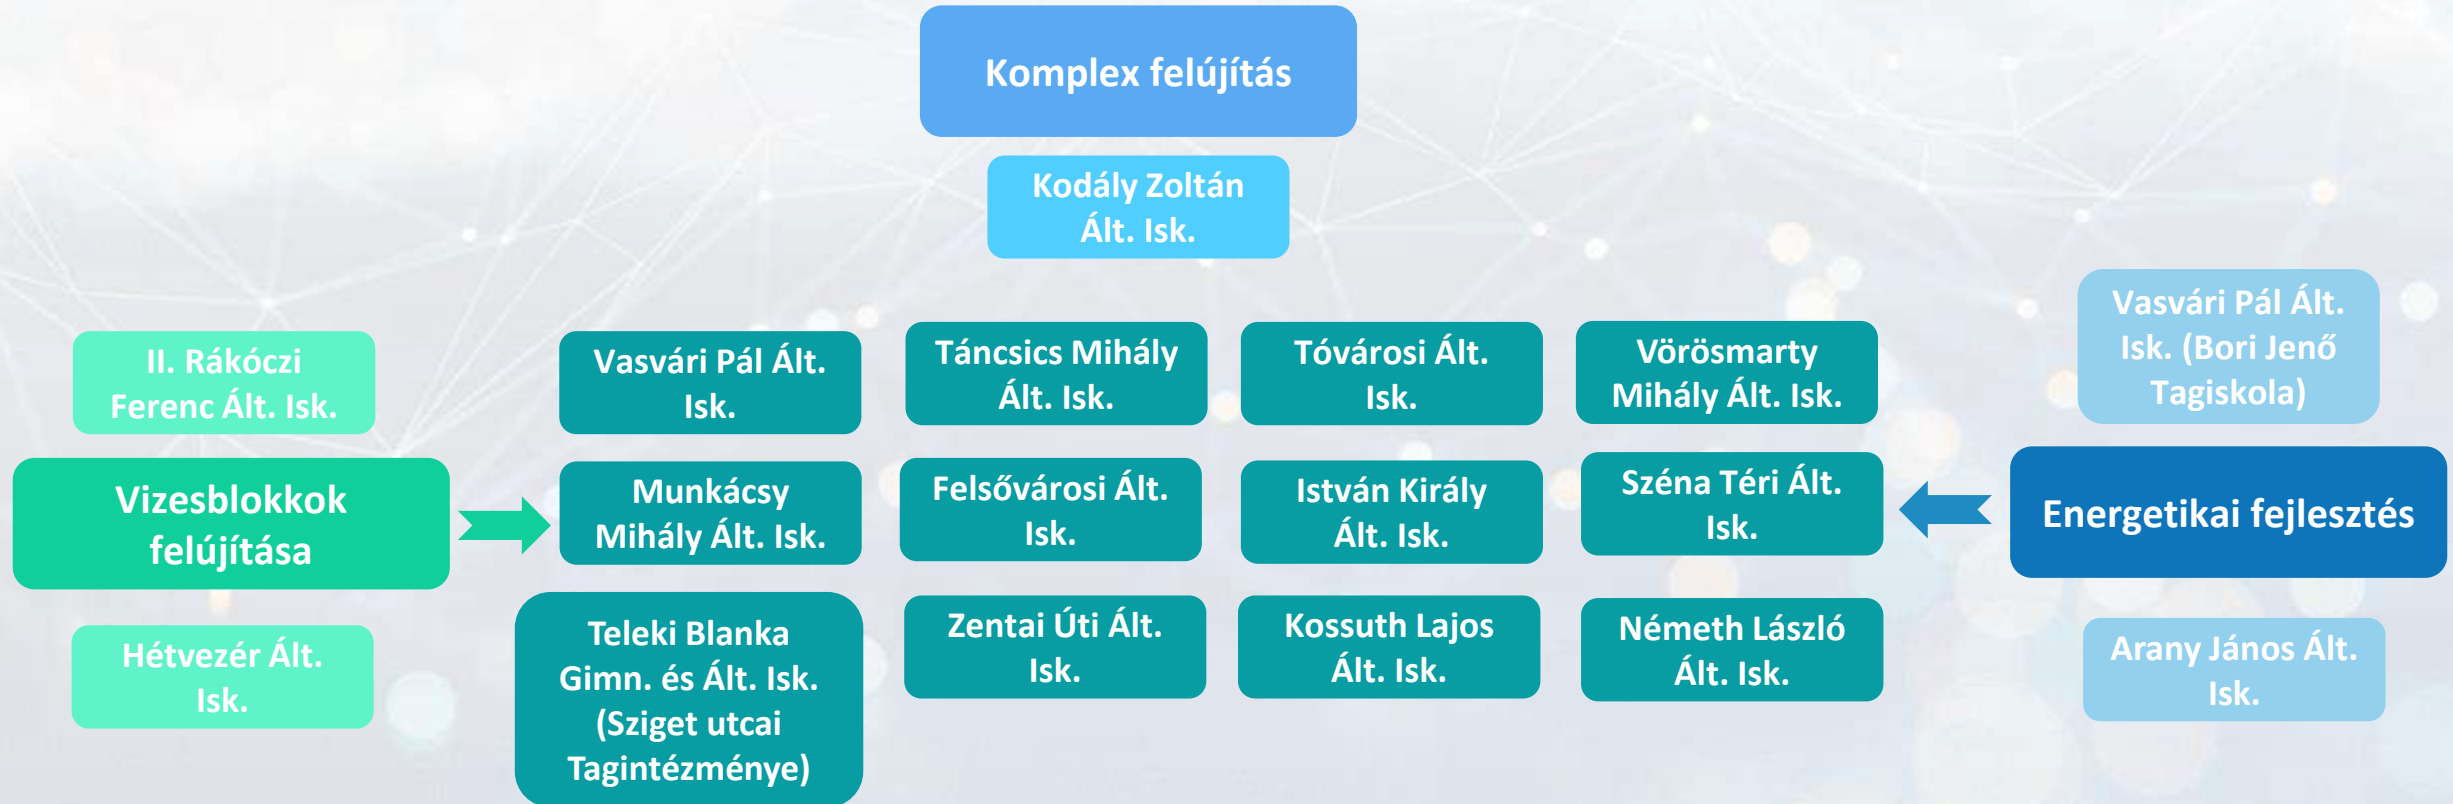 Komplex felújítás
Kodály Zoltán
Ált. Isk.
II. Rákóczi
Ferenc Ált. Isk.
Vizesblokkok
felújítása
Hétvezér Ált.
Isk.
Vasvári Pál Ált.
Isk.
Munkácsy
Mihály Ált. Isk.
Teleki Blanka
Gimn. és Ált. Isk.
(Sziget utcai
Tagintézménye)
Táncsics Mihály
Ált. Isk.
Felsővárosi Ált.
Isk.
Zentai Úti Ált.
Isk.
Tóvárosi Ált.
Isk.
István Király
Ált. Isk.
Kossuth Lajos
Ált. Isk.
Vörösmarty
Mihály Ált. Isk.
Széna Téri Ált.
Isk.
Németh László
Ált. Isk.
Vasvári Pál Ált.
Isk. (Bori Jenő
Tagiskola)
Energetikai fejlesztés
Arany János Ált.
Isk.